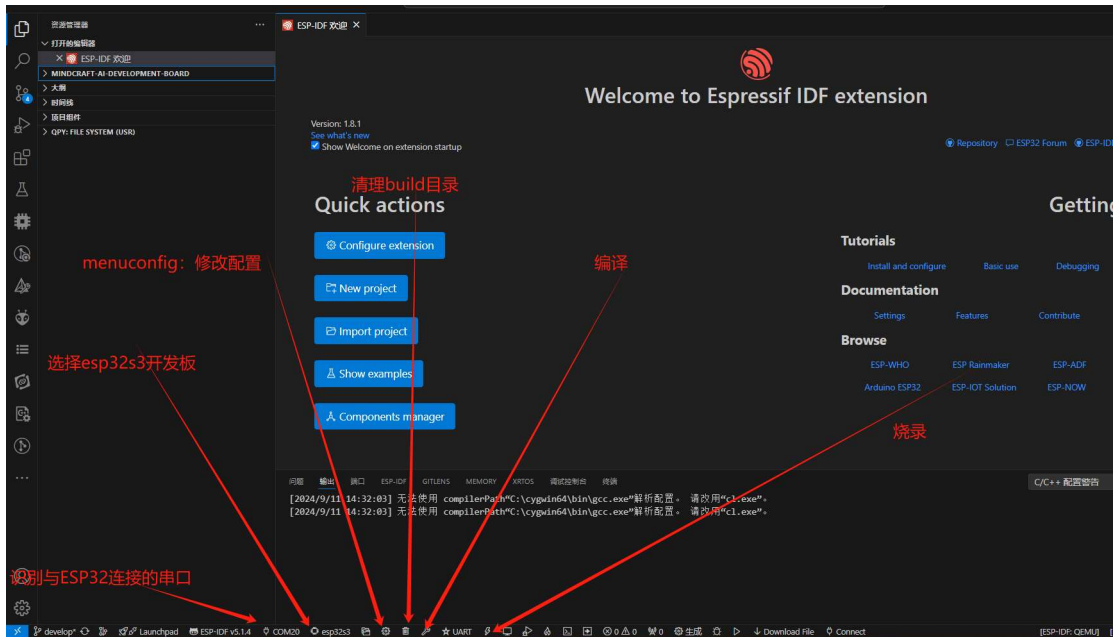 资源管理器
···
ESP-IDF 欢迎
打开的编辑器
ESP-IDF 欢迎
MINDCRAFT-AI-DEVELOPMENT-BOARD
大纲
时间线
项目组件
QPY: FILE SYSTEM (USR)
4
Welcome to Espressif IDF extension
Version: 1.8.1
See what's new
Show Welcome on extension startup
Repository ESP32 Forum ESP-ID
清理build目录
Quick actions
Getting
menuconfig：修改配置
编译
Configure extension
New project
Import project
Show examples
Components manager
Tutorials
Install and configure Basic use Debugging
Documentation
Settings Features Contribute
Browse
ESP-WHO ESP Rainmaker ESP-ADF
Arduino ESP32 ESP-IOT Solution ESP-NOW
选择esp32s3开发板
烧录
问题 输出 端口 ESP-IDF GITLENS MEMORY XRTOS 调试控制台 终端
C/C++ 配置警告
[2024/9/11 14:32:03] 无法使用 compilerPath“C:\cygwin64\bin\gcc.exe”解析配置。 请改用“cl.exe”。
[2024/9/11 14:32:03] 无法使用 compilerPath“C:\cygwin64\bin\gcc.exe”解析配置。 请改用“cl.exe”。
识别与ESP32连接的串口
develop* Launchpad ESP-IDF v5.1.4 COM20 esp32s3 UART 0 0 0 生成 Download File Connect [ESP-IDF: QEMU]